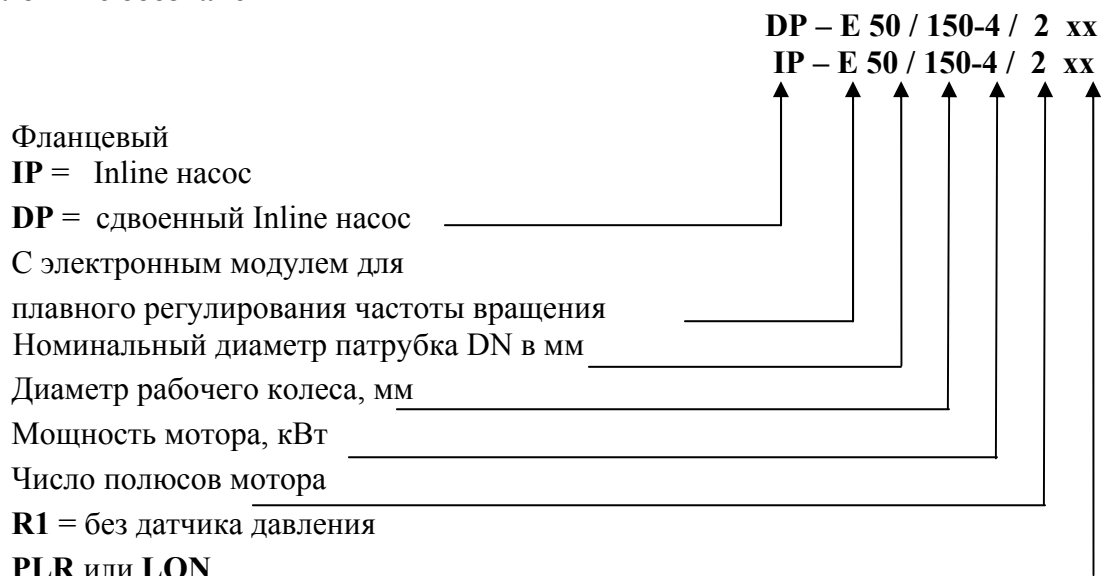 DP – E 50 / 150-4 / 2 xx
IP – E 50 / 150-4 / 2 xx
Фланцевый
IP = Inline насос
DP = сдвоенный Inline насос
С электронным модулем для
плавного регулирования частоты вращения
Номинальный диаметр патрубка DN в мм
Диаметр рабочего колеса, мм
Мощность мотора, кВт
Число полюсов мотора
R1 = без датчика давления
PLR или LON